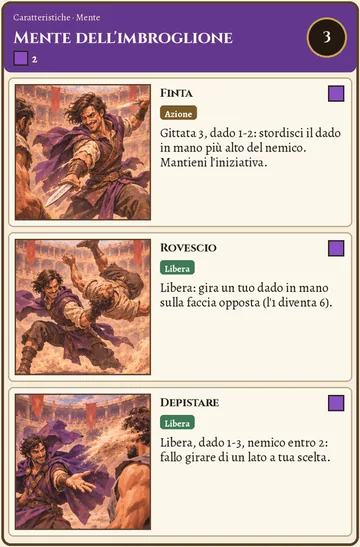 Caratteristiche · Mente
Mente dell'imbroglione
3
2
Finta
Azione
Gittata 3, dado 1-2: stordisci il dado
in mano più alto del nemico.
Mantieni l'iniziativa.
Rovescio
Libera
Libera: gira un tuo dado in mano
sulla faccia opposta (l'1 diventa 6).
Depistare
Libera
Libera, dado 1-3, nemico entro 2:
fallo girare di un lato a tua scelta.